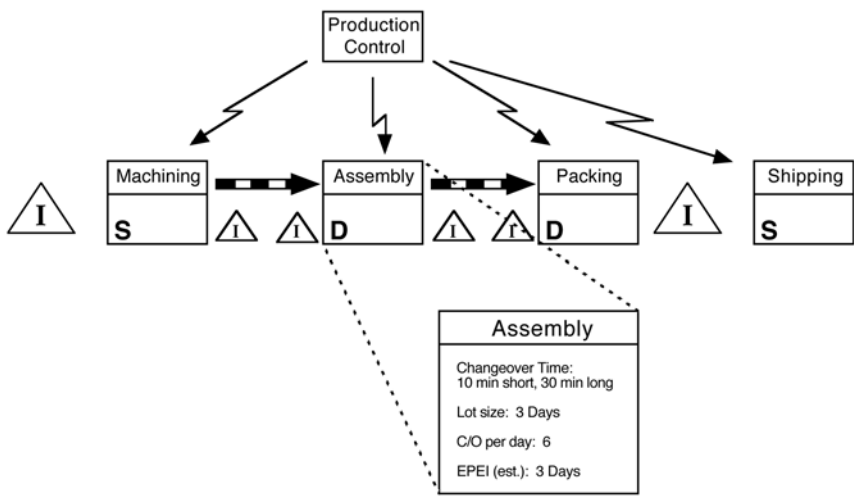 Production
Control
Machining
Assembly
Packing
Shipping
I
S
I
I
D
I
I
D
I
S
Assembly
Changeover Time:
10 min short, 30 min long
Lot size: 3 Days
C/O per day: 6
EPEI (est.): 3 Days